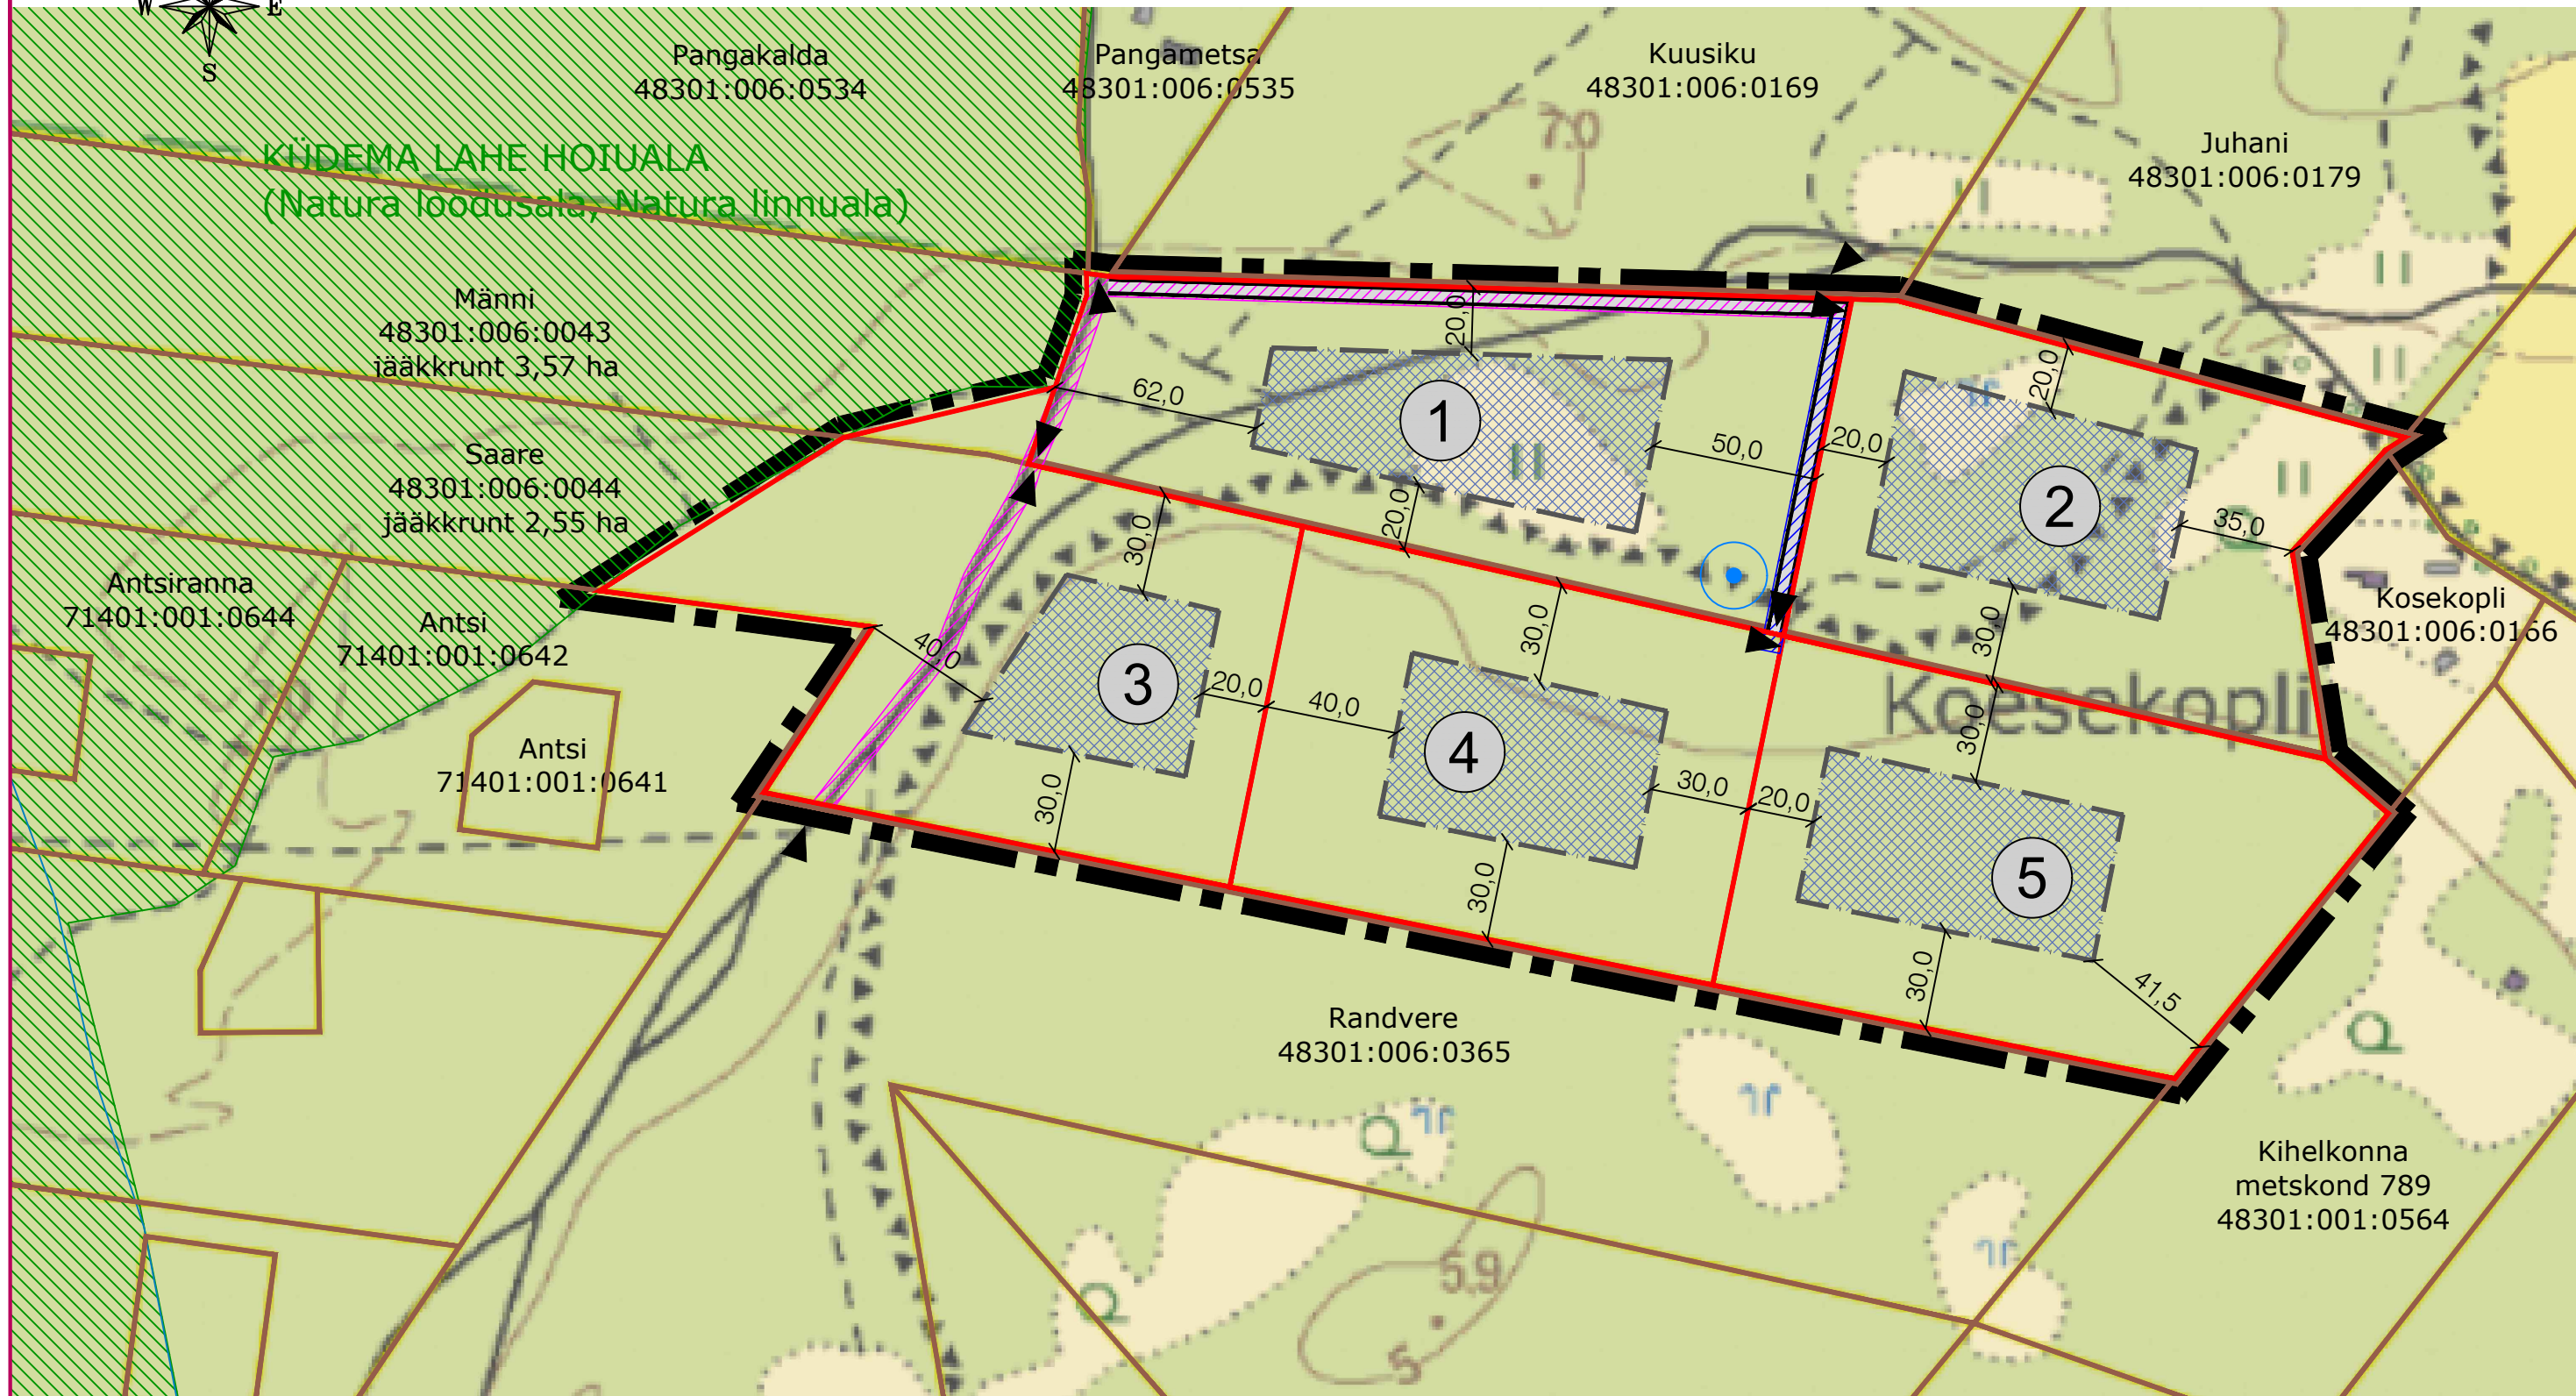 W
E
S
Pangakalda
48301:006:0534
Pangametsa
48301:006:0535
Kuusiku
48301:006:0169
Juhani
48301:006:0179
7.0
KÜDEMA LAHE HOIUALA
(Natura loodusala, Natura linnuala)
Männi
48301:006:0043
jääkkrunt 3,57 ha
Saare
48301:006:0044
jääkkrunt 2,55 ha
Antsiranna
71401:001:0644
Antsi
71401:001:0642
Antsi
71401:001:0641
20,0
62,0
1
50,0
20,0
20,0
20,0
2
35,0
Kosekopli
48301:006:0166
30,0
40,0
3
20,0
30,0
30,0
40,0
4
30,0
30,0
30,0
Koesekopli
30,0
20,0
5
30,0
41,5
Randvere
48301:006:0365
Kihelkonna
metskond 789
48301:001:0564
5.9
5